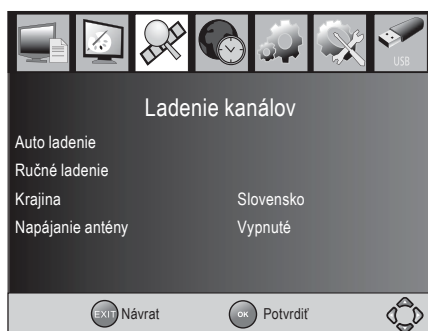 USB
Ladenie kanálov
Auto ladenie
Ručné ladenie
Krajina Slovensko
Napájanie antény Vypnuté
EXIT Návrat OK Potvrdiť